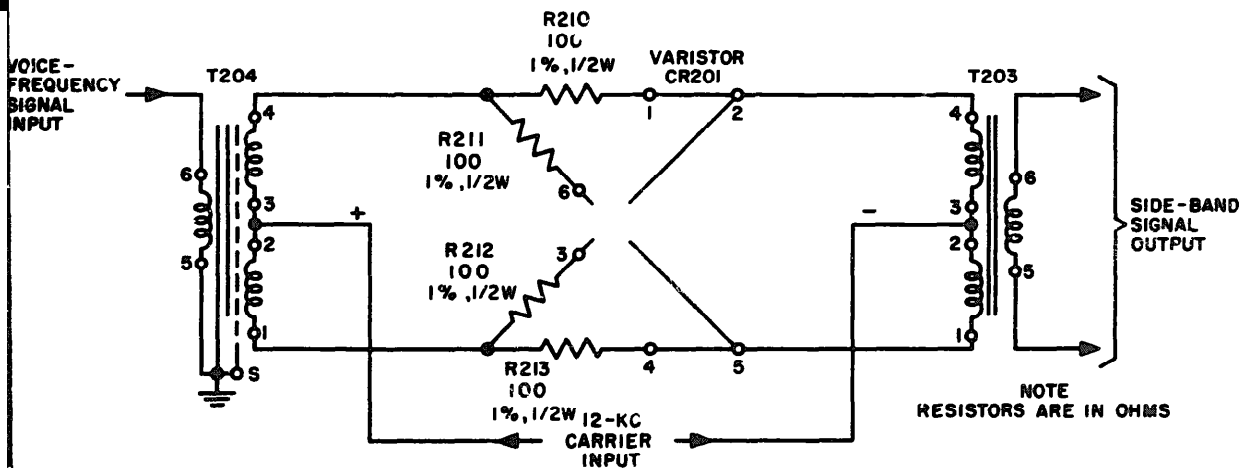 VOICE-
FREQUENCY
SIGNAL
INPUT
T204
R210
100
1%,1/2W
VARISTOR
CR201
T203
4
1
2
4
R211
100
1%,1/2W
6
6
6
3
+
-
3
2
2
SIDE-BAND
SIGNAL
OUTPUT
5
R212
100
1%,1/2W
3
5
1
1
S
R213
100
1%,1/2W
4
5
12-KC
CARRIER
INPUT
NOTE
RESISTORS ARE IN OHMS